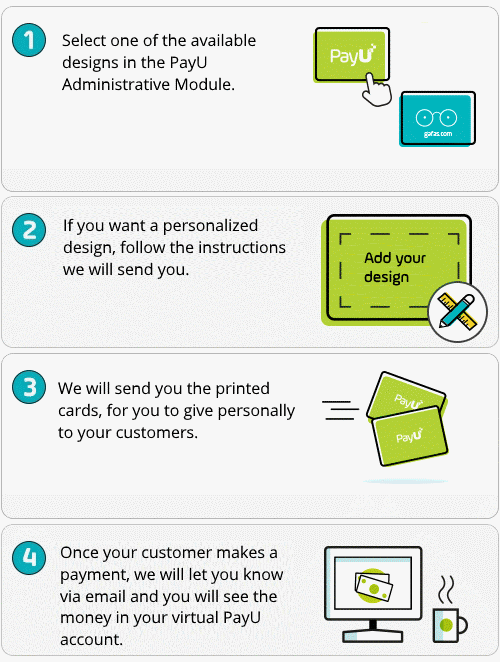 1
Select one of the available
designs in the PayU
Administrative Module.
PayU
gafas.com
2
If you want a personalized
design, follow the instructions
we will send you.
Add your
design
3
We will send you the printed
cards, for you to give personally
to your customers.
PayU
PayU
4
Once your customer makes a
payment, we will let you know
via email and you will see the
money in your virtual PayU
account.